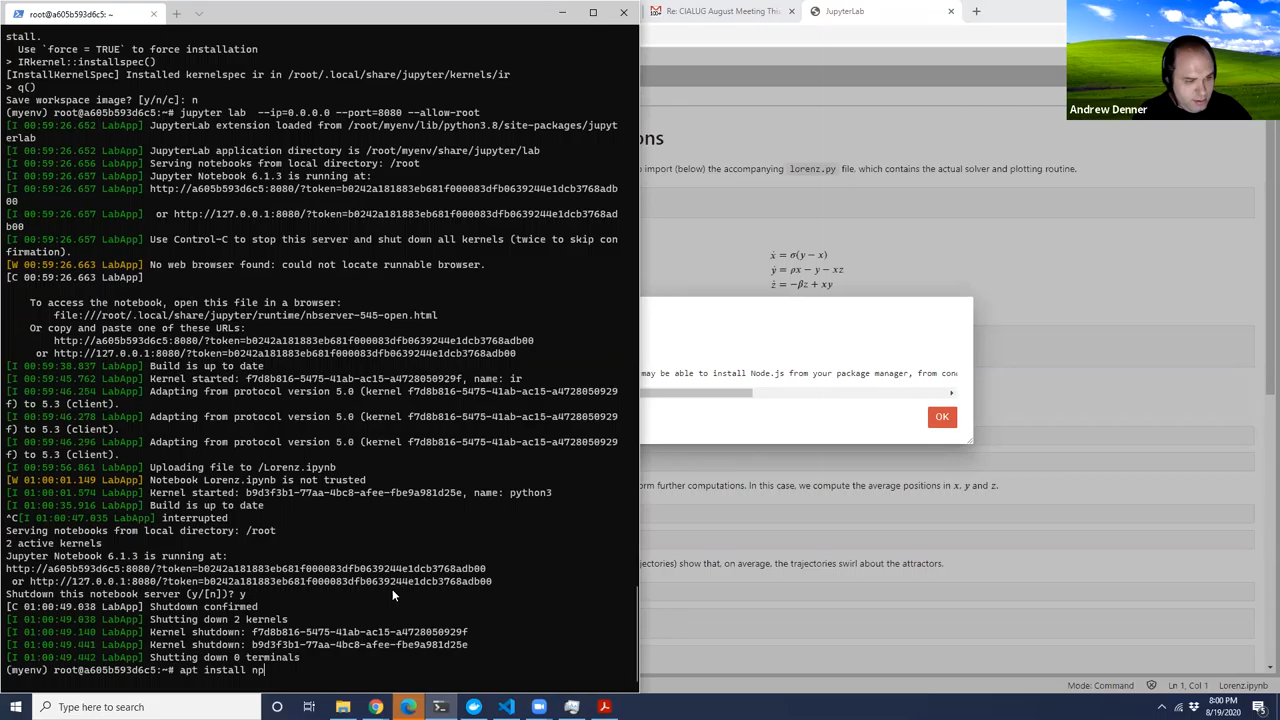 root@a605b593d6c5: ~
stall.
  Use `force = TRUE` to force installation
> IRkernel::installspec()
[InstallKernelSpec] Installed kernelspec ir in /root/.local/share/jupyter/kernels/ir
> q()
Save workspace image? [y/n/c]: n
(myenv) root@a605b593d6c5:~# jupyter lab  --ip=0.0.0.0 --port=8080 --allow-root
[I 00:59:26.652 LabApp] JupyterLab extension loaded from /root/myenv/lib/python3.8/site-packages/jupyt
erlab
[I 00:59:26.652 LabApp] JupyterLab application directory is /root/myenv/share/jupyter/lab
[I 00:59:26.656 LabApp] Serving notebooks from local directory: /root
[I 00:59:26.657 LabApp] Jupyter Notebook 6.1.3 is running at:
[I 00:59:26.657 LabApp] http://a605b593d6c5:8080/?token=b0242a181883eb681f000083dfb0639244e1dcb3768adb
00
[I 00:59:26.657 LabApp]  or http://127.0.0.1:8080/?token=b0242a181883eb681f000083dfb0639244e1dcb3768ad
b00
[I 00:59:26.657 LabApp] Use Control-C to stop this server and shut down all kernels (twice to skip con
firmation).
[W 00:59:26.663 LabApp] No web browser found: could not locate runnable browser.
[C 00:59:26.663 LabApp]
    To access the notebook, open this file in a browser:
        file:///root/.local/share/jupyter/runtime/nbserver-545-open.html
    Or copy and paste one of these URLs:
        http://a605b593d6c5:8080/?token=b0242a181883eb681f000083dfb0639244e1dcb3768adb00
     or http://127.0.0.1:8080/?token=b0242a181883eb681f000083dfb0639244e1dcb3768adb00
[I 00:59:38.837 LabApp] Build is up to date
[I 00:59:45.762 LabApp] Kernel started: f7d8b816-5475-41ab-ac15-a4728050929f, name: ir
[I 00:59:46.254 LabApp] Adapting from protocol version 5.0 (kernel f7d8b816-5475-41ab-ac15-a4728050929
f) to 5.3 (client).
[I 00:59:46.278 LabApp] Adapting from protocol version 5.0 (kernel f7d8b816-5475-41ab-ac15-a4728050929
f) to 5.3 (client).
[I 00:59:46.296 LabApp] Adapting from protocol version 5.0 (kernel f7d8b816-5475-41ab-ac15-a4728050929
f) to 5.3 (client).
[I 00:59:56.861 LabApp] Uploading file to /Lorenz.ipynb
[W 01:00:01.149 LabApp] Notebook Lorenz.ipynb is not trusted
[I 01:00:01.574 LabApp] Kernel started: b9d3f3b1-77aa-4bc8-afee-fbe9a981d25e, name: python3
[I 01:00:35.916 LabApp] Build is up to date
^C[I 01:00:47.035 LabApp] interrupted
Serving notebooks from local directory: /root
2 active kernels
Jupyter Notebook 6.1.3 is running at:
http://a605b593d6c5:8080/?token=b0242a181883eb681f000083dfb0639244e1dcb3768adb00
 or http://127.0.0.1:8080/?token=b0242a181883eb681f000083dfb0639244e1dcb3768adb00
Shutdown this notebook server (y/[n])? y
[C 01:00:49.038 LabApp] Shutdown confirmed
[I 01:00:49.038 LabApp] Shutting down 2 kernels
[I 01:00:49.140 LabApp] Kernel shutdown: f7d8b816-5475-41ab-ac15-a4728050929f
[I 01:00:49.441 LabApp] Kernel shutdown: b9d3f3b1-77aa-4bc8-afee-fbe9a981d25e
[I 01:00:49.442 LabApp] Shutting down 0 terminals
(myenv) root@a605b593d6c5:~# apt install np
100+
Re: CIALUG August Meeting Thi
JupyterLab
Andrew Denner
ons
import (below) the accompanying lorenz.py file, which contains the actual solver and plotting routine.
ẋ = σ(y − x)
ẏ = ρx − y − xz
ż = −βz + xy
may be able to install Node.js from your package manager, from con
OK
orm further computations. In this case, we compute the average positions in x, y, and z.
jectories) show that, on average, the trajectories swirl about the attractors.
Mode: Command
Ln 1, Col 1
Lorenz.ipynb
Type here to search
8:00 PM
8/19/2020
5